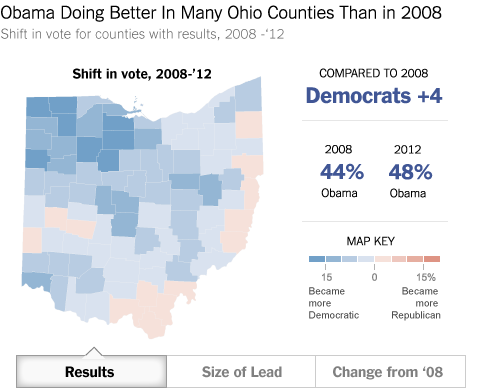 Obama Doing Better In Many Ohio Counties Than in 2008
Shift in vote for counties with results, 2008 -‘12
Shift in vote, 2008-’12
COMPARED TO 2008
Democrats +4
2008
44%
Obama
2012
48%
Obama
MAP KEY
15
0
15%
Became
more
Democratic
Became
more
Republican
Results
Size of Lead
Change from ‘08